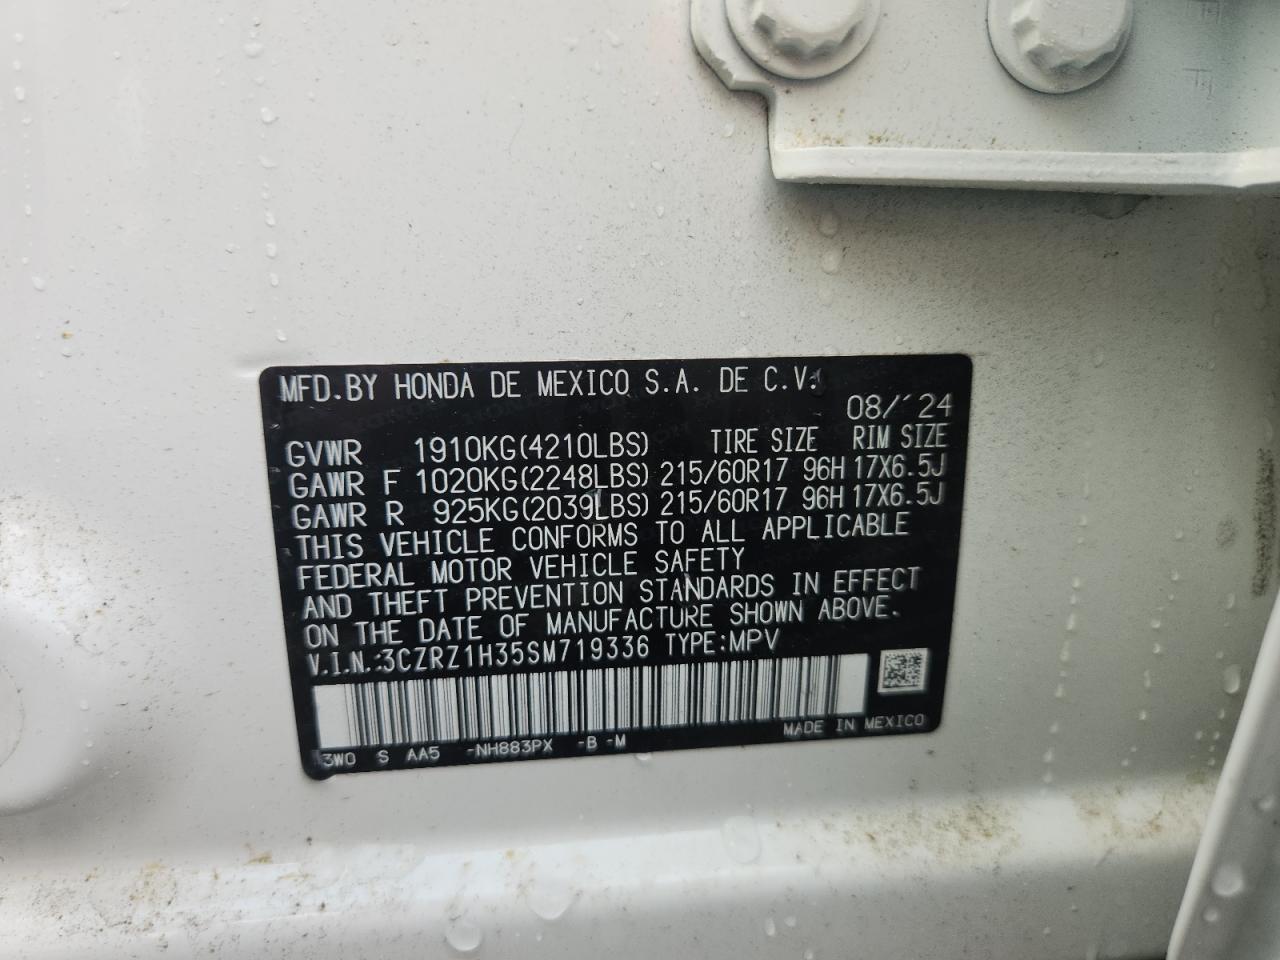 MFD.BY HONDA DE MEXICO S.A. DE C.V.
08/'24
GVWR 1910KG(4210LBS) TIRE SIZE RIM SIZE
GAWR F 1020KG(2248LBS) 215/60R17 96H 17X6.5J
GAWR R 925KG(2039LBS) 215/60R17 96H 17X6.5J
THIS VEHICLE CONFORMS TO ALL APPLICABLE
FEDERAL MOTOR VEHICLE SAFETY
AND THEFT PREVENTION STANDARDS IN EFFECT
ON THE DATE OF MANUFACTURE SHOWN ABOVE.
V.I.N.:3CZRZ1H35SM719336 TYPE:MPV
3W0 S AA5 -NH883PX -B -M MADE IN MEXICO